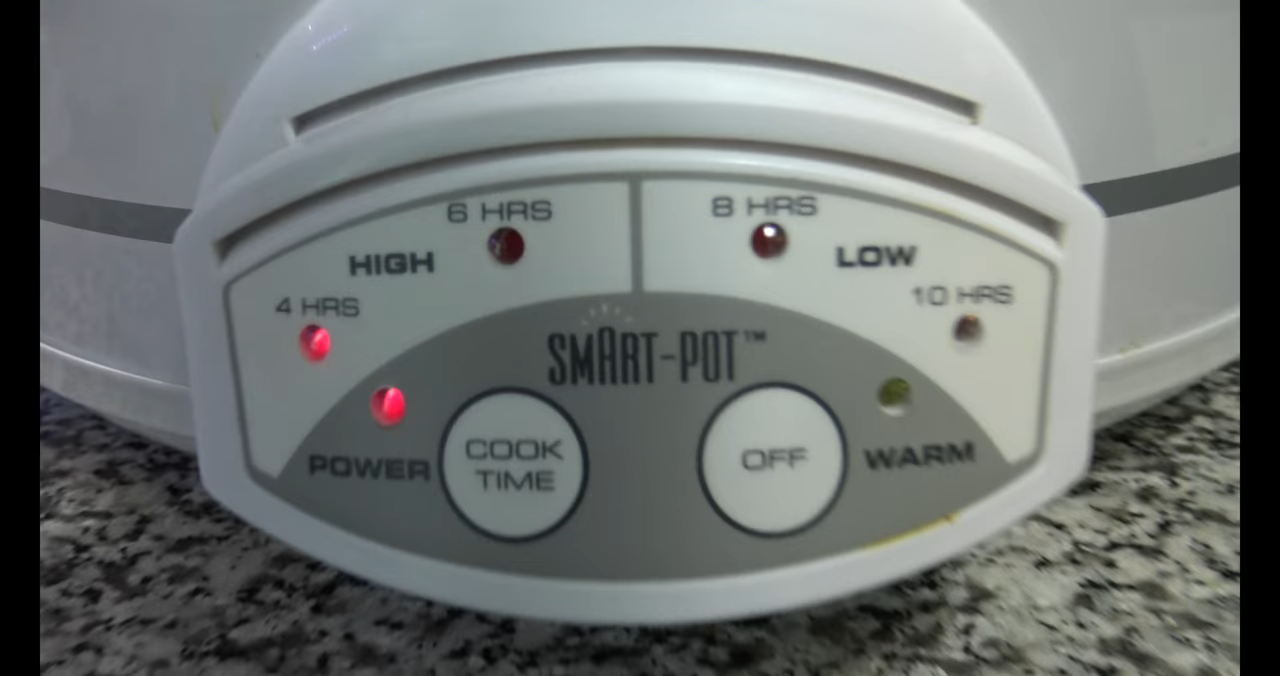 6 HRS
8 HRS
HIGH
LOW
4 HRS
10 HRS
SMART-POT™
COOK
TIME
OFF
POWER
WARM